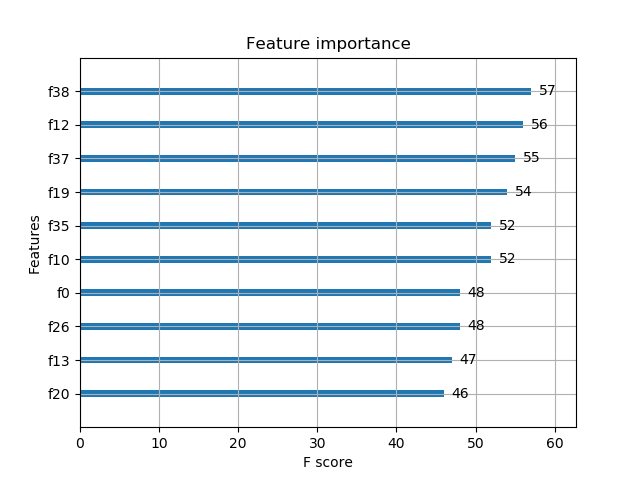 Feature importance
Features
f38 57
f12 56
f37 55
f19 54
f35 52
f10 52
f0 48
f26 48
f13 47
f20 46
0 10 20 30 40 50 60
F score